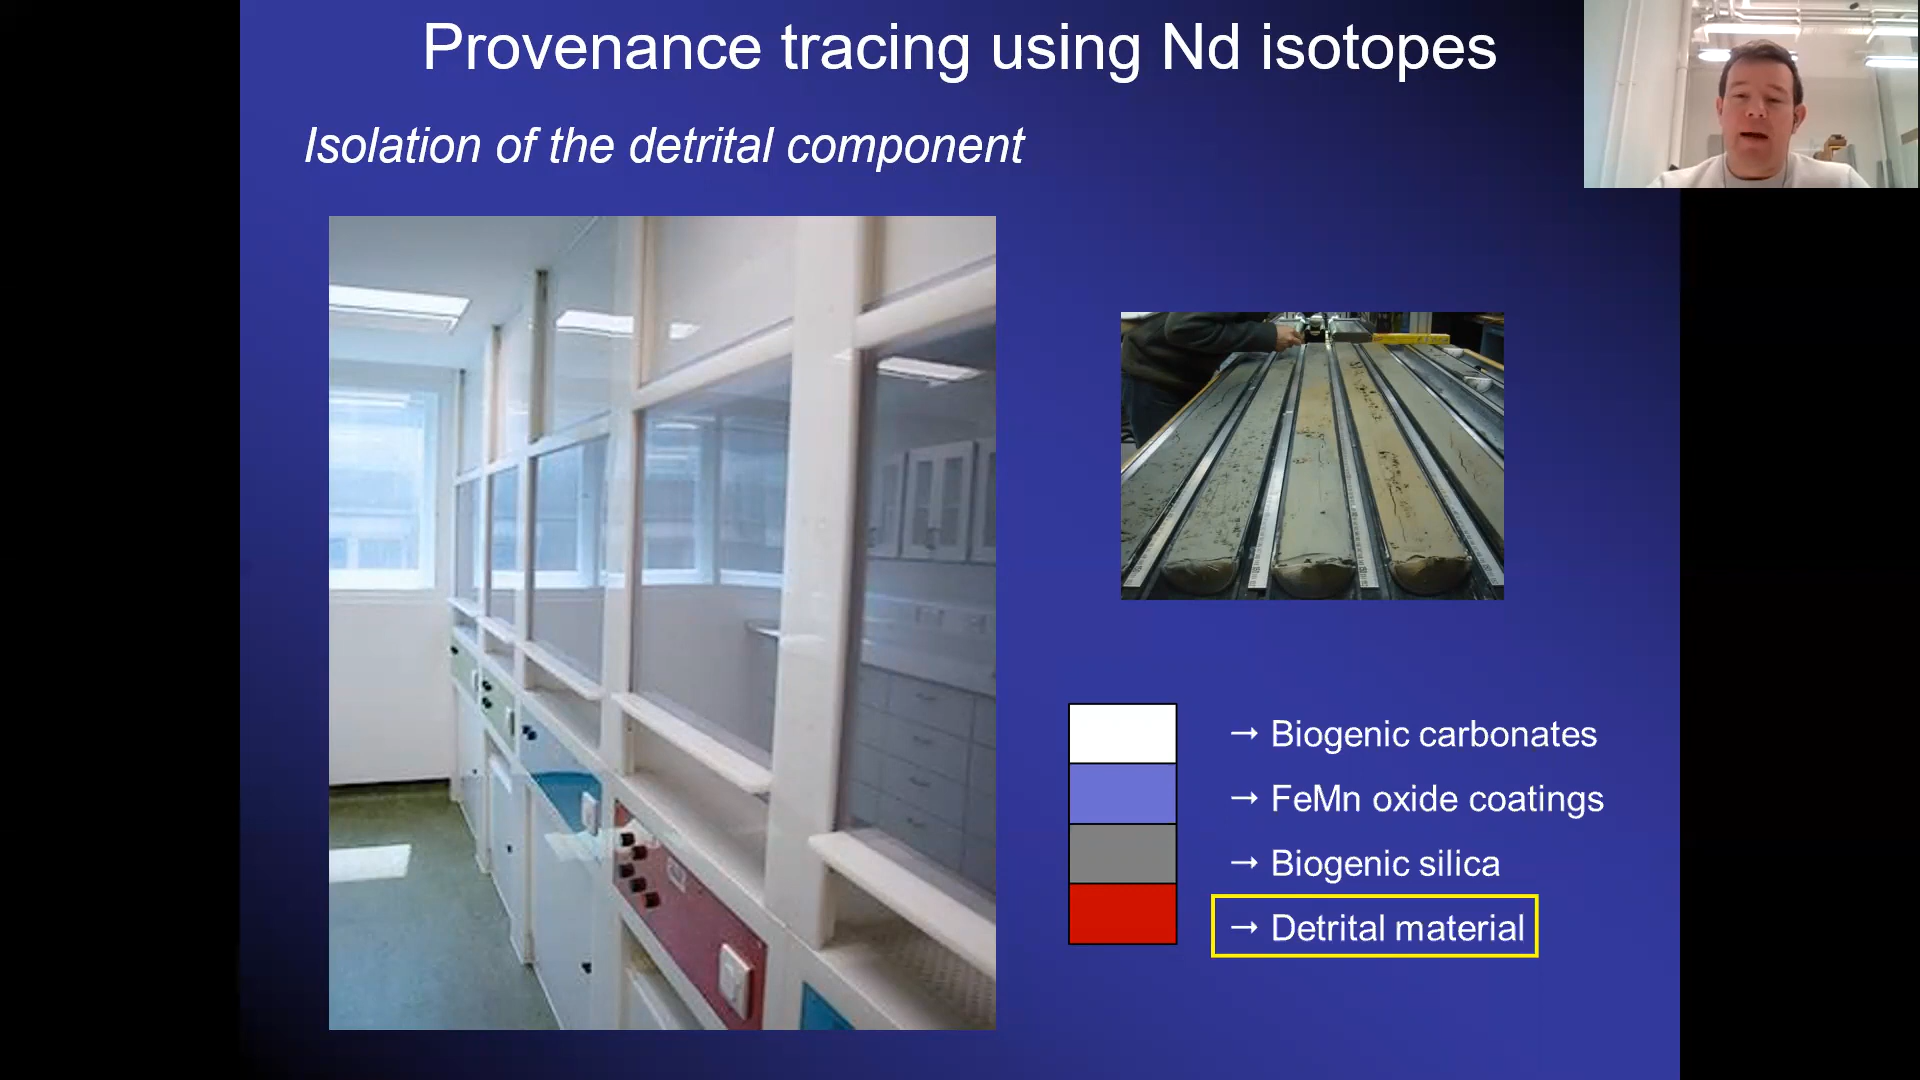 Provenance tracing using Nd isotopes
Isolation of the detrital component
→ Biogenic carbonates
→ FeMn oxide coatings
→ Biogenic silica
→ Detrital material